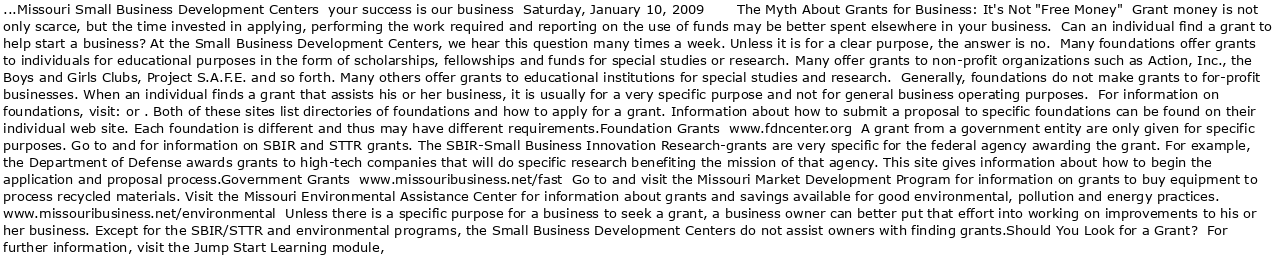 ...Missouri Small Business Development Centers  your success is our business  Saturday, January 10, 2009        The Myth About Grants for Business: It's Not "Free Money"  Grant money is not
only scarce, but the time invested in applying, performing the work required and reporting on the use of funds may be better spent elsewhere in your business.  Can an individual find a grant to
help start a business? At the Small Business Development Centers, we hear this question many times a week. Unless it is for a clear purpose, the answer is no.  Many foundations offer grants
to individuals for educational purposes in the form of scholarships, fellowships and funds for special studies or research. Many offer grants to non-profit organizations such as Action, Inc., the
Boys and Girls Clubs, Project S.A.F.E. and so forth. Many others offer grants to educational institutions for special studies and research.  Generally, foundations do not make grants to for-profit
businesses. When an individual finds a grant that assists his or her business, it is usually for a very specific purpose and not for general business operating purposes.  For information on
foundations, visit: or . Both of these sites list directories of foundations and how to apply for a grant. Information about how to submit a proposal to specific foundations can be found on their
individual web site. Each foundation is different and thus may have different requirements.Foundation Grants  www.fdncenter.org  A grant from a government entity are only given for specific
purposes. Go to and for information on SBIR and STTR grants. The SBIR-Small Business Innovation Research-grants are very specific for the federal agency awarding the grant. For example,
the Department of Defense awards grants to high-tech companies that will do specific research benefiting the mission of that agency. This site gives information about how to begin the
application and proposal process.Government Grants  www.missouribusiness.net/fast  Go to and visit the Missouri Market Development Program for information on grants to buy equipment to
process recycled materials. Visit the Missouri Environmental Assistance Center for information about grants and savings available for good environmental, pollution and energy practices.
www.missouribusiness.net/environmental  Unless there is a specific purpose for a business to seek a grant, a business owner can better put that effort into working on improvements to his or
her business. Except for the SBIR/STTR and environmental programs, the Small Business Development Centers do not assist owners with finding grants.Should You Look for a Grant?  For
further information, visit the Jump Start Learning module,